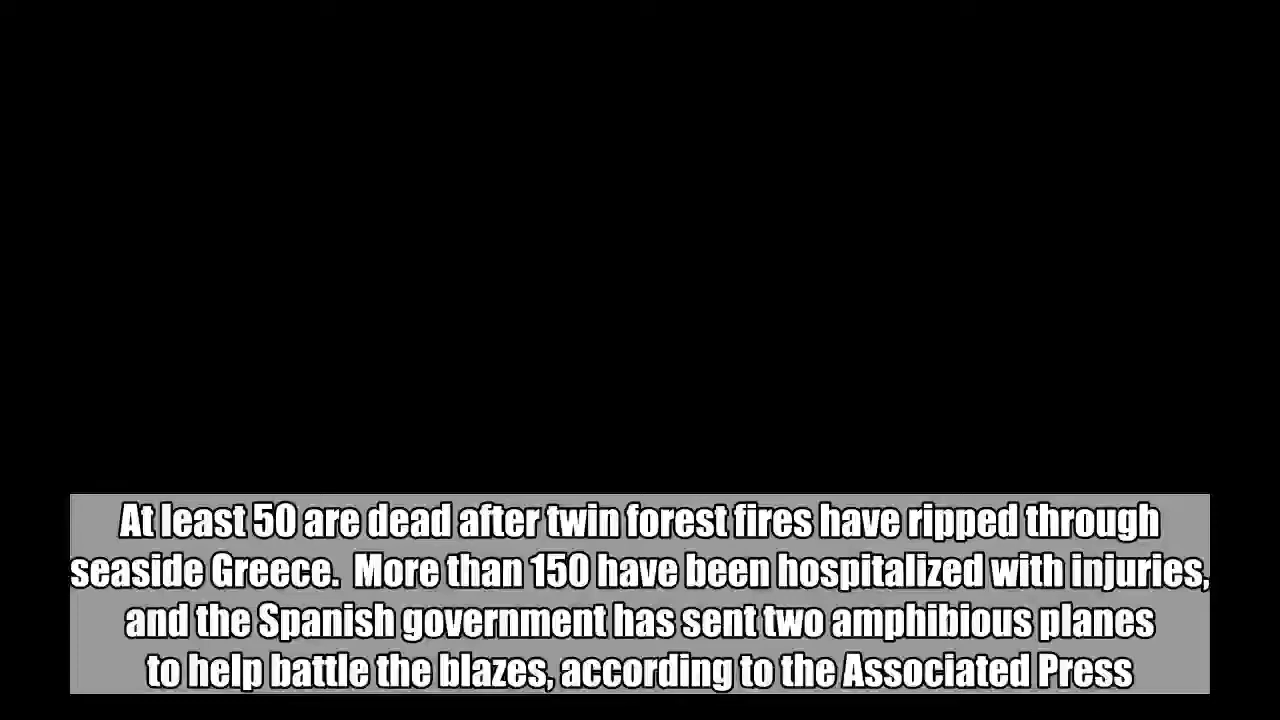 At least 50 are dead after twin forest fires have ripped through
seaside Greece.  More than 150 have been hospitalized with injuries,
and the Spanish government has sent two amphibious planes
to help battle the blazes, according to the Associated Press